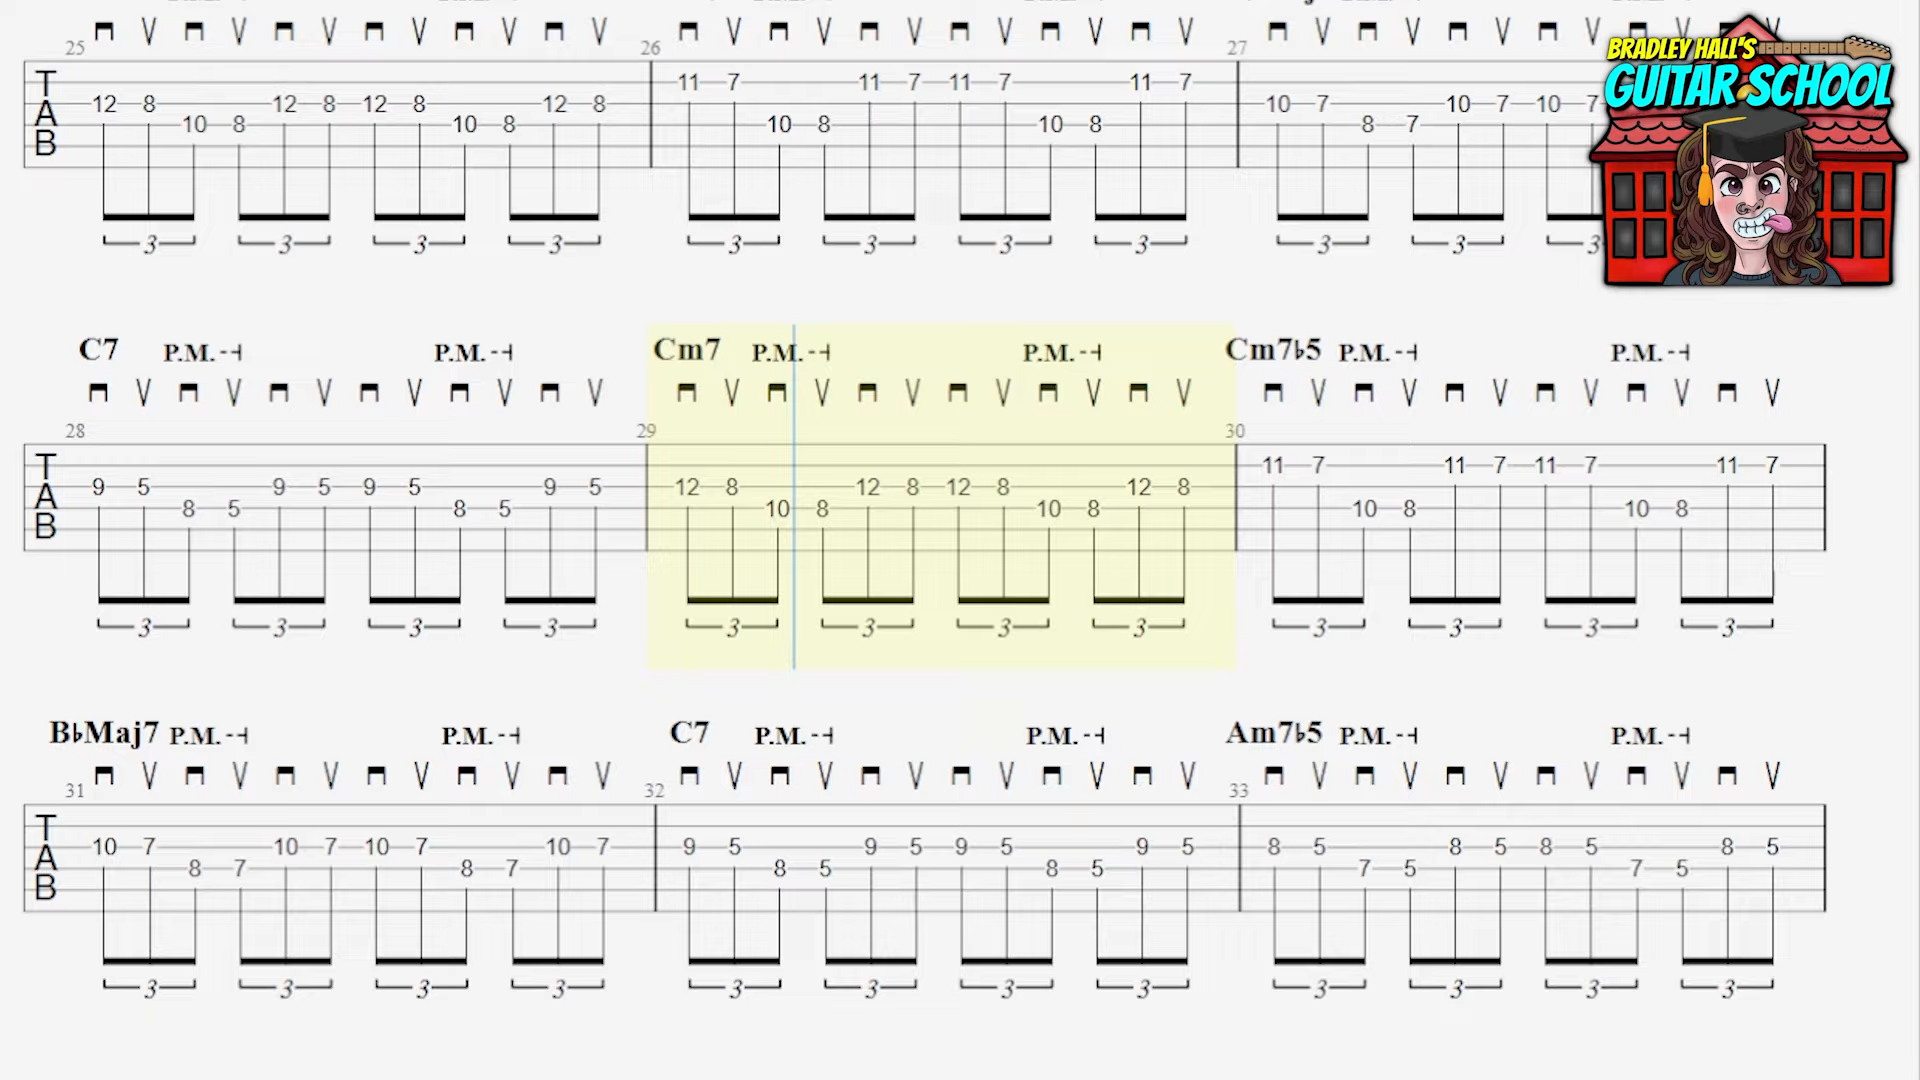 25 26 27
BRADLEY HALL'S
GUITAR SCHOOL
11 7 11 7 11 7 11 7
T
A 12 8 12 8 12 8 12 8 10 7 10 7 10 7
10 8 10 8 10 8 10 8 8 7
B
3 3 3 3 3 3 3 3 3 3 3
C7 P.M. P.M. Cm7 P.M. P.M. Cm7♭5 P.M. P.M.
28 29 30
T 11 7 11 7 11 7 11 7
A 9 5 9 5 9 5 9 5 12 8 12 8 12 8 12 8
8 5 8 5 10 8 10 8 10 8 10 8
B
3 3 3 3 3 3 3 3 3 3 3 3
B♭Maj7 P.M. P.M. C7 P.M. P.M. Am7♭5 P.M. P.M.
31 32 33
T
10 7 10 7 10 7 10 7 9 5 9 5 9 5 9 5 8 5 8 5 8 5 8 5
A 8 7 8 7 8 5 8 5 7 5 7 5
B
3 3 3 3 3 3 3 3 3 3 3 3